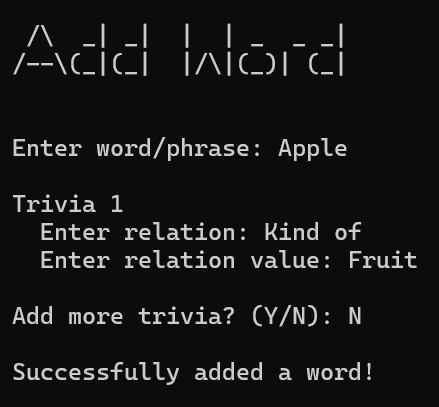 Add Word
Enter word/phrase: Apple
Trivia 1
Enter relation: Kind of
Enter relation value: Fruit
Add more trivia? (Y/N): N
Successfully added a word!